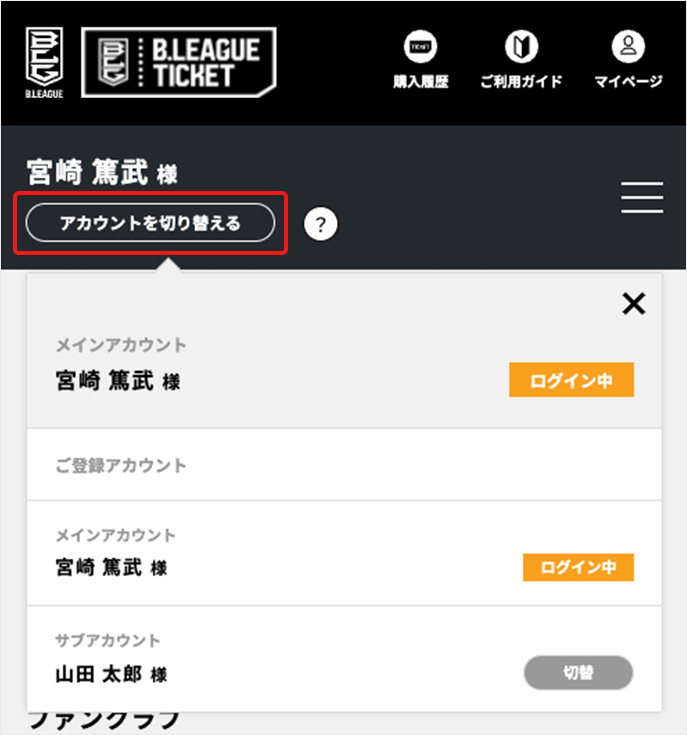 B.LEAGUE
B.LEAGUE
TICKET
TICKET
購入履歴
ご利用ガイド
マイページ
宮崎 篤武 様
アカウントを切り替える
?
メインアカウント
宮崎 篤武 様
ログイン中
ご登録アカウント
メインアカウント
宮崎 篤武 様
ログイン中
サブアカウント
山田 太郎 様
切替
ファンクラブ